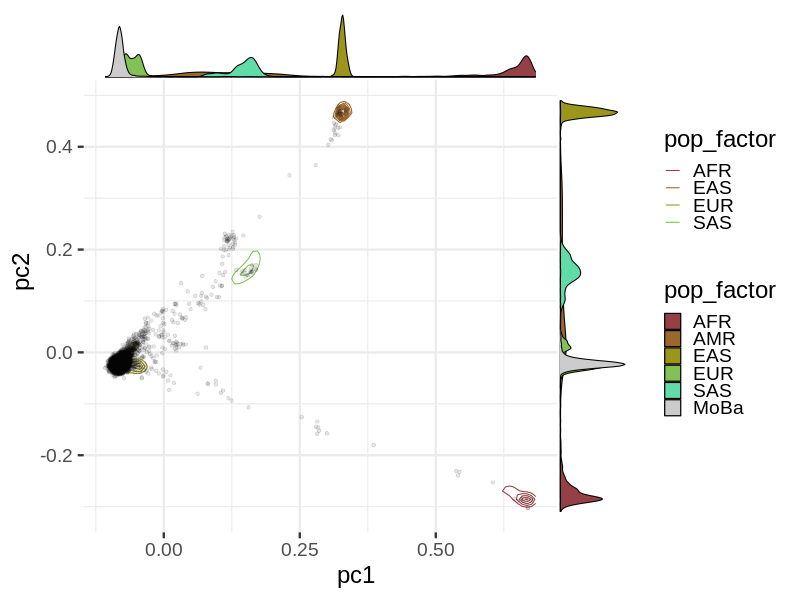 pop_factor
AFR
EAS
EUR
SAS
pop_factor
AFR
AMR
EAS
EUR
SAS
MoBa
0.4
0.2
0.0
-0.2
pc2
0.00
0.25
0.50
pc1